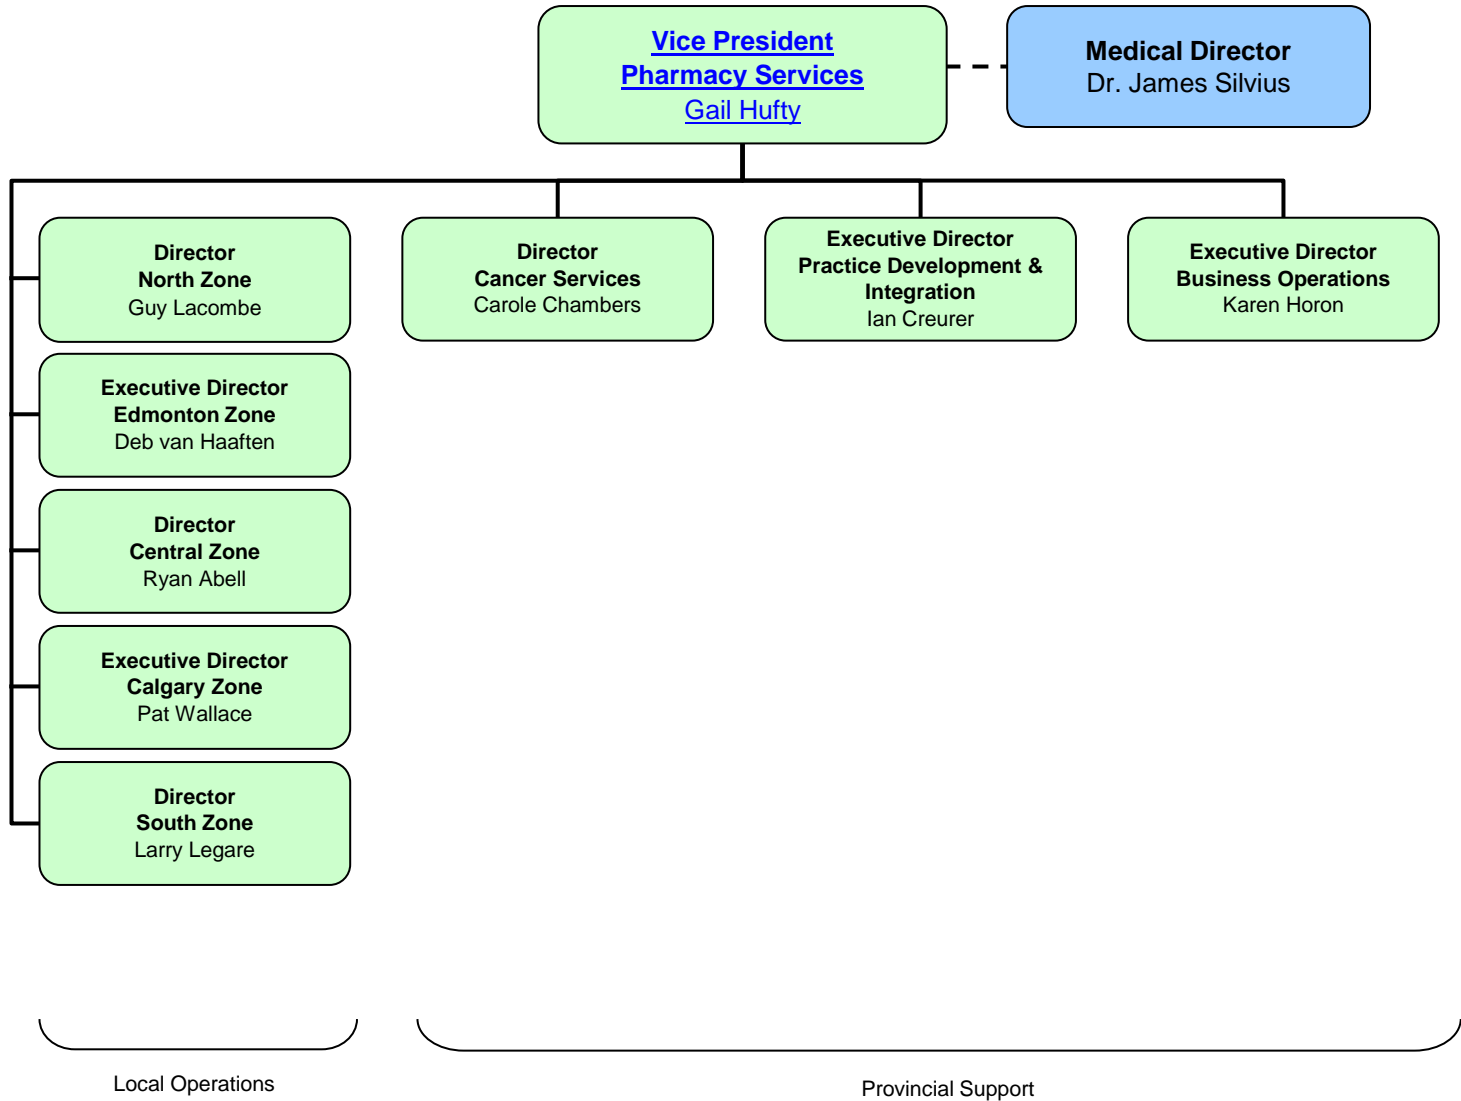 Vice President
Pharmacy Services
Gail Hufty
Medical Director
Dr. James Silvius
Director
North Zone
Guy Lacombe
Director
Cancer Services
Carole Chambers
Executive Director
Practice Development &
Integration
Ian Creurer
Executive Director
Business Operations
Karen Horon
Executive Director
Edmonton Zone
Deb van Haaften
Director
Central Zone
Ryan Abell
Executive Director
Calgary Zone
Pat Wallace
Director
South Zone
Larry Legare
Local Operations
Provincial Support